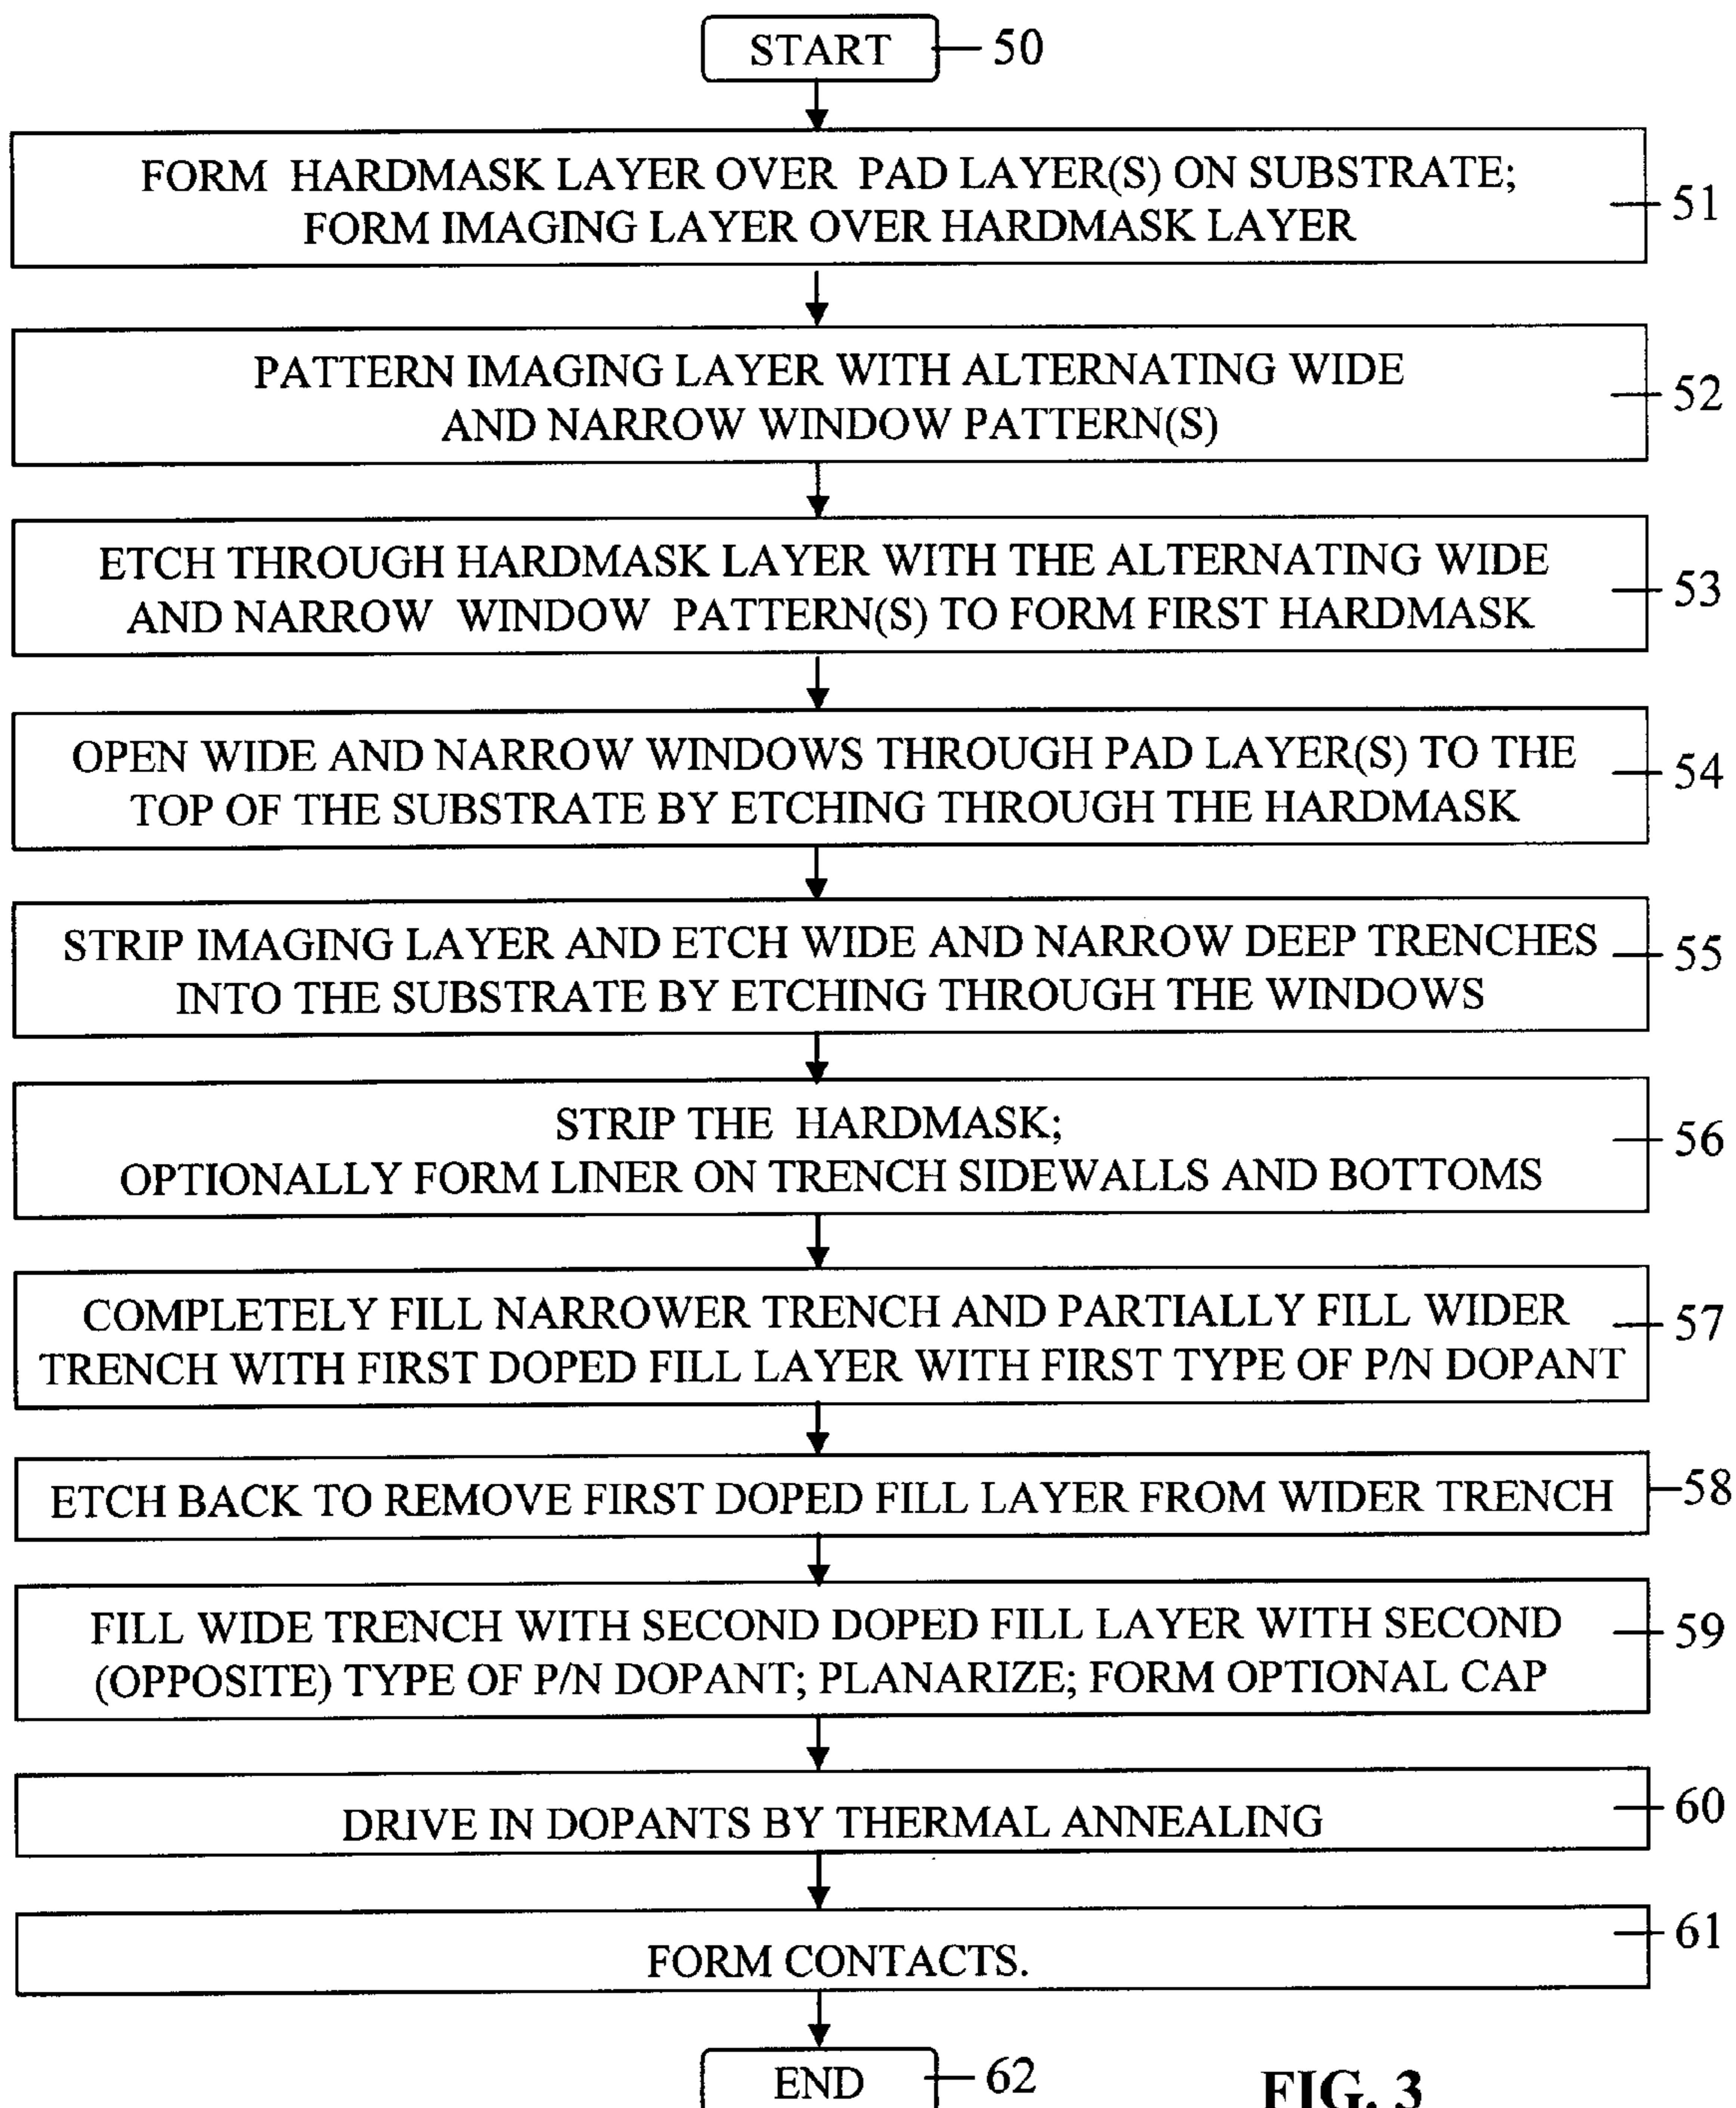 START 50
FORM HARDMASK LAYER OVER PAD LAYER(S) ON SUBSTRATE;
FORM IMAGING LAYER OVER HARDMASK LAYER
51
PATTERN IMAGING LAYER WITH ALTERNATING WIDE
AND NARROW WINDOW PATTERN(S)
52
ETCH THROUGH HARDMASK LAYER WITH THE ALTERNATING WIDE
AND NARROW WINDOW PATTERN(S) TO FORM FIRST HARDMASK
53
OPEN WIDE AND NARROW WINDOWS THROUGH PAD LAYER(S) TO THE
TOP OF THE SUBSTRATE BY ETCHING THROUGH THE HARDMASK
54
STRIP IMAGING LAYER AND ETCH WIDE AND NARROW DEEP TRENCHES
INTO THE SUBSTRATE BY ETCHING THROUGH THE WINDOWS
55
STRIP THE HARDMASK;
OPTIONALLY FORM LINER ON TRENCH SIDEWALLS AND BOTTOMS
56
COMPLETELY FILL NARROWER TRENCH AND PARTIALLY FILL WIDER
TRENCH WITH FIRST DOPED FILL LAYER WITH FIRST TYPE OF P/N DOPANT
57
ETCH BACK TO REMOVE FIRST DOPED FILL LAYER FROM WIDER TRENCH
58
FILL WIDE TRENCH WITH SECOND DOPED FILL LAYER WITH SECOND
(OPPOSITE) TYPE OF P/N DOPANT; PLANARIZE; FORM OPTIONAL CAP
59
DRIVE IN DOPANTS BY THERMAL ANNEALING
60
FORM CONTACTS.
61
END 62
FIG. 3